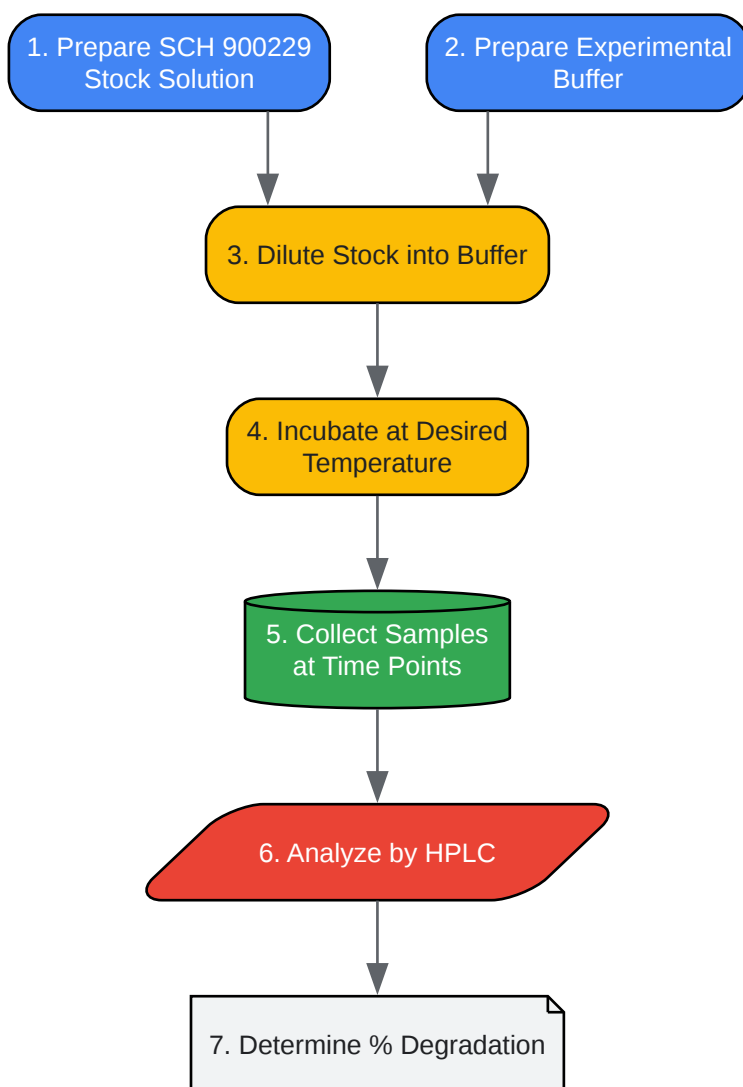 1. Prepare SCH 900229
Stock Solution
2. Prepare Experimental
Buffer
3. Dilute Stock into Buffer
4. Incubate at Desired
Temperature
5. Collect Samples
at Time Points
6. Analyze by HPLC
7. Determine % Degradation